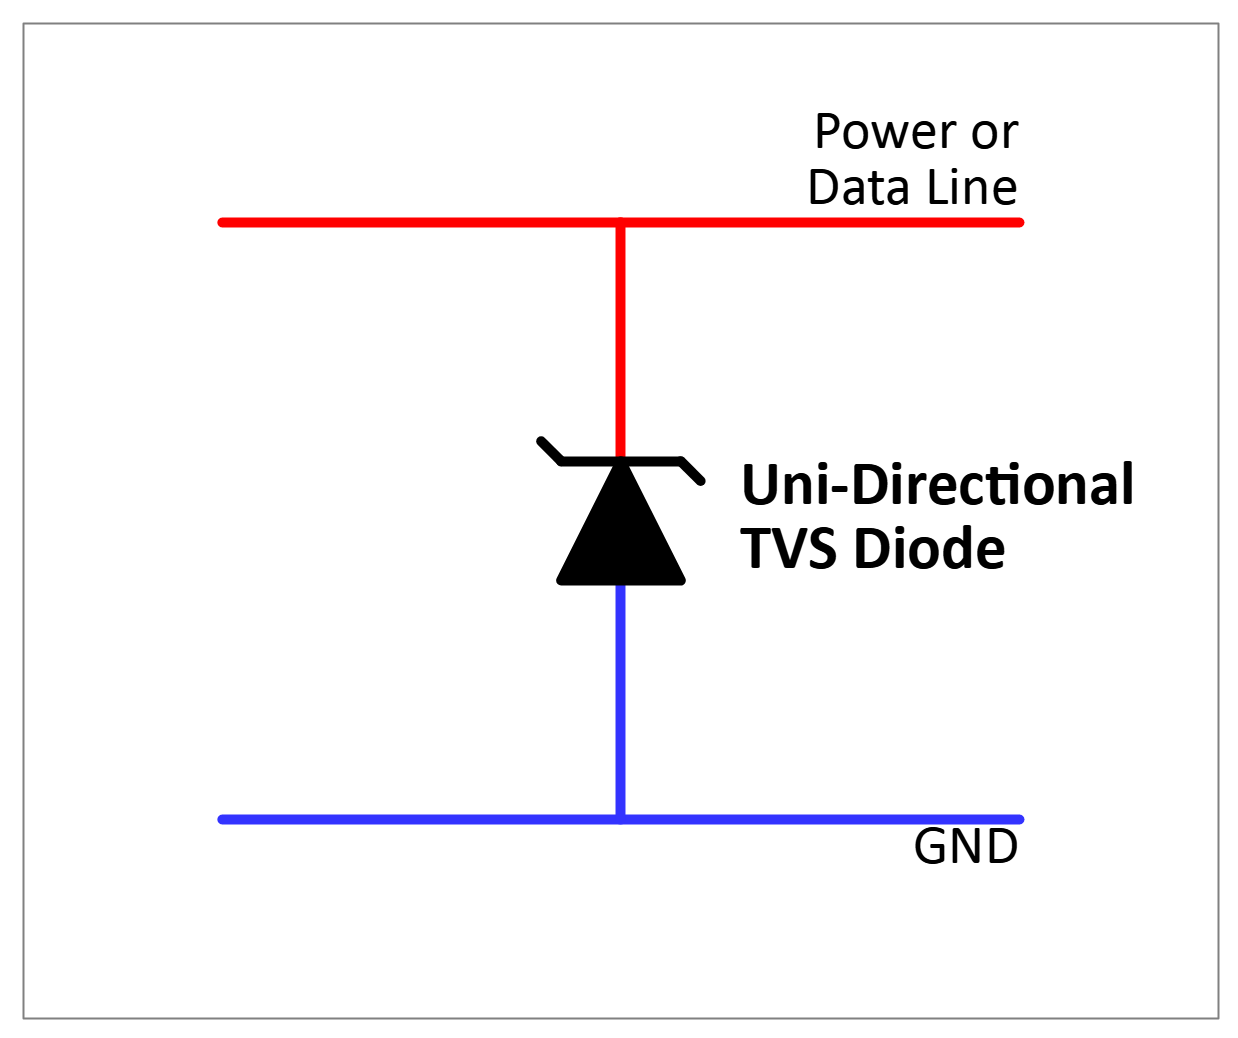 Power or
Data Line
Uni-Directional
TVS Diode
GND